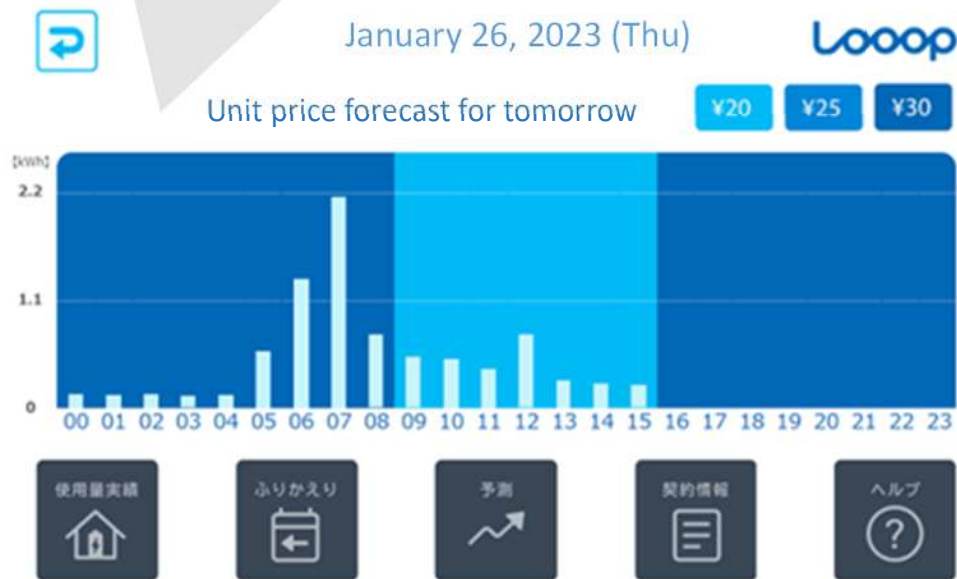 January 26, 2023 (Thu)
Looop
Unit price forecast for tomorrow
¥20
¥25
¥30
[kWh]
2.2
1.1
0
00 01 02 03 04 05 06 07 08 09 10 11 12 13 14 15 16 17 18 19 20 21 22 23
使用量実績
ふりかえり
予測
契約情報
ヘルプ
?